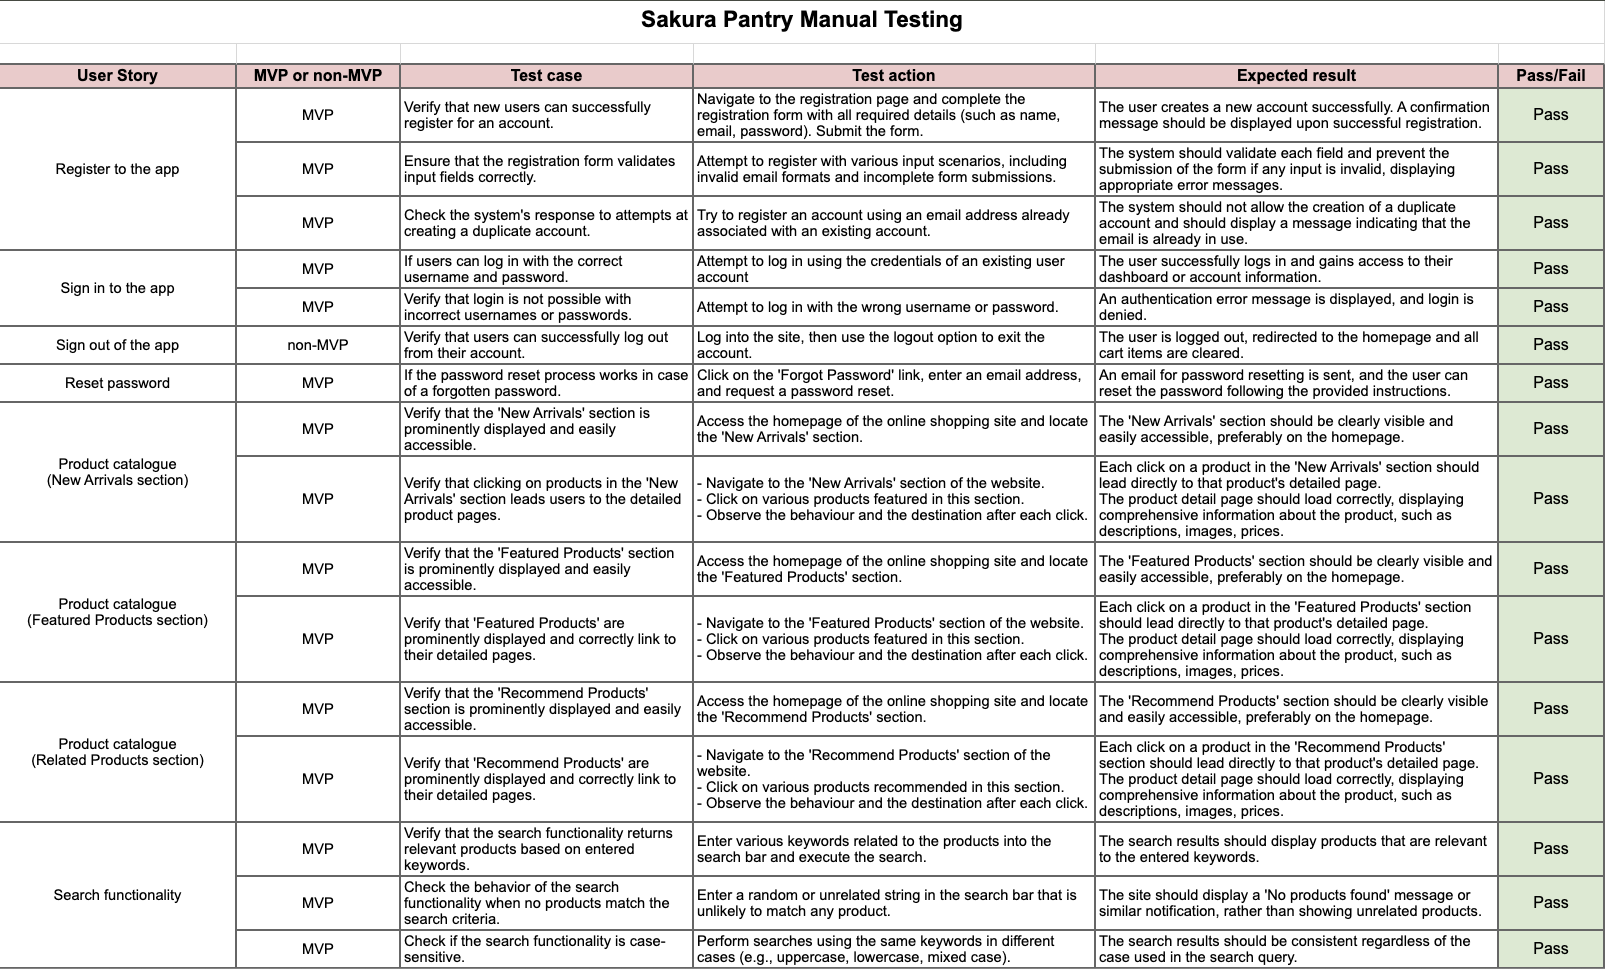 Sakura Pantry Manual Testing
User Story
MVP or non-MVP
Test case
Test action
Expected result
Pass/Fail
Register to the app
MVP
Verify that new users can successfully
register for an account.
Navigate to the registration page and complete the
registration form with all required details (such as name,
email, password). Submit the form.
The user creates a new account successfully. A confirmation
message should be displayed upon successful registration.
Pass
MVP
Ensure that the registration form validates
input fields correctly.
Attempt to register with various input scenarios, including
invalid email formats and incomplete form submissions.
The system should validate each field and prevent the
submission of the form if any input is invalid, displaying
appropriate error messages.
Pass
MVP
Check the system's response to attempts at
creating a duplicate account.
Try to register an account using an email address already
associated with an existing account.
The system should not allow the creation of a duplicate
account and should display a message indicating that the
email is already in use.
Pass
Sign in to the app
MVP
If users can log in with the correct
username and password.
Attempt to log in using the credentials of an existing user
account
The user successfully logs in and gains access to their
dashboard or account information.
Pass
MVP
Verify that login is not possible with
incorrect usernames or passwords.
Attempt to log in with the wrong username or password.
An authentication error message is displayed, and login is
denied.
Pass
Sign out of the app
non-MVP
Verify that users can successfully log out
from their account.
Log into the site, then use the logout option to exit the
account.
The user is logged out, redirected to the homepage and all
cart items are cleared.
Pass
Reset password
MVP
If the password reset process works in case
of a forgotten password.
Click on the 'Forgot Password' link, enter an email address,
and request a password reset.
An email for password resetting is sent, and the user can
reset the password following the provided instructions.
Pass
Product catalogue
(New Arrivals section)
MVP
Verify that the 'New Arrivals' section is
prominently displayed and easily
accessible.
Access the homepage of the online shopping site and locate
the 'New Arrivals' section.
The 'New Arrivals' section should be clearly visible and
easily accessible, preferably on the homepage.
Pass
MVP
Verify that clicking on products in the 'New
Arrivals' section leads users to the detailed
product pages.
- Navigate to the 'New Arrivals' section of the website.
- Click on various products featured in this section.
- Observe the behaviour and the destination after each click.
Each click on a product in the 'New Arrivals' section should
lead directly to that product's detailed page.
The product detail page should load correctly, displaying
comprehensive information about the product, such as
descriptions, images, prices.
Pass
Product catalogue
(Featured Products section)
MVP
Verify that the 'Featured Products' section
is prominently displayed and easily
accessible.
Access the homepage of the online shopping site and locate
the 'Featured Products' section.
The 'Featured Products' section should be clearly visible and
easily accessible, preferably on the homepage.
Pass
MVP
Verify that 'Featured Products' are
prominently displayed and correctly link to
their detailed pages.
- Navigate to the 'Featured Products' section of the website.
- Click on various products featured in this section.
- Observe the behaviour and the destination after each click.
Each click on a product in the 'Featured Products' section
should lead directly to that product's detailed page.
The product detail page should load correctly, displaying
comprehensive information about the product, such as
descriptions, images, prices.
Pass
Product catalogue
(Related Products section)
MVP
Verify that the 'Recommend Products'
section is prominently displayed and easily
accessible.
Access the homepage of the online shopping site and locate
the 'Recommend Products' section.
The 'Recommend Products' section should be clearly visible
and easily accessible, preferably on the homepage.
Pass
MVP
Verify that 'Recommend Products' are
prominently displayed and correctly link to
their detailed pages.
- Navigate to the 'Recommend Products' section of the
website.
- Click on various products recommended in this section.
- Observe the behaviour and the destination after each click.
Each click on a product in the 'Recommend Products'
section should lead directly to that product's detailed page.
The product detail page should load correctly, displaying
comprehensive information about the product, such as
descriptions, images, prices.
Pass
Search functionality
MVP
Verify that the search functionality returns
relevant products based on entered
keywords.
Enter various keywords related to the products into the
search bar and execute the search.
The search results should display products that are relevant
to the entered keywords.
Pass
MVP
Check the behavior of the search
functionality when no products match the
search criteria.
Enter a random or unrelated string in the search bar that is
unlikely to match any product.
The site should display a 'No products found' message or
similar notification, rather than showing unrelated products.
Pass
MVP
Check if the search functionality is case-
sensitive.
Perform searches using the same keywords in different
cases (e.g., uppercase, lowercase, mixed case).
The search results should be consistent regardless of the
case used in the search query.
Pass